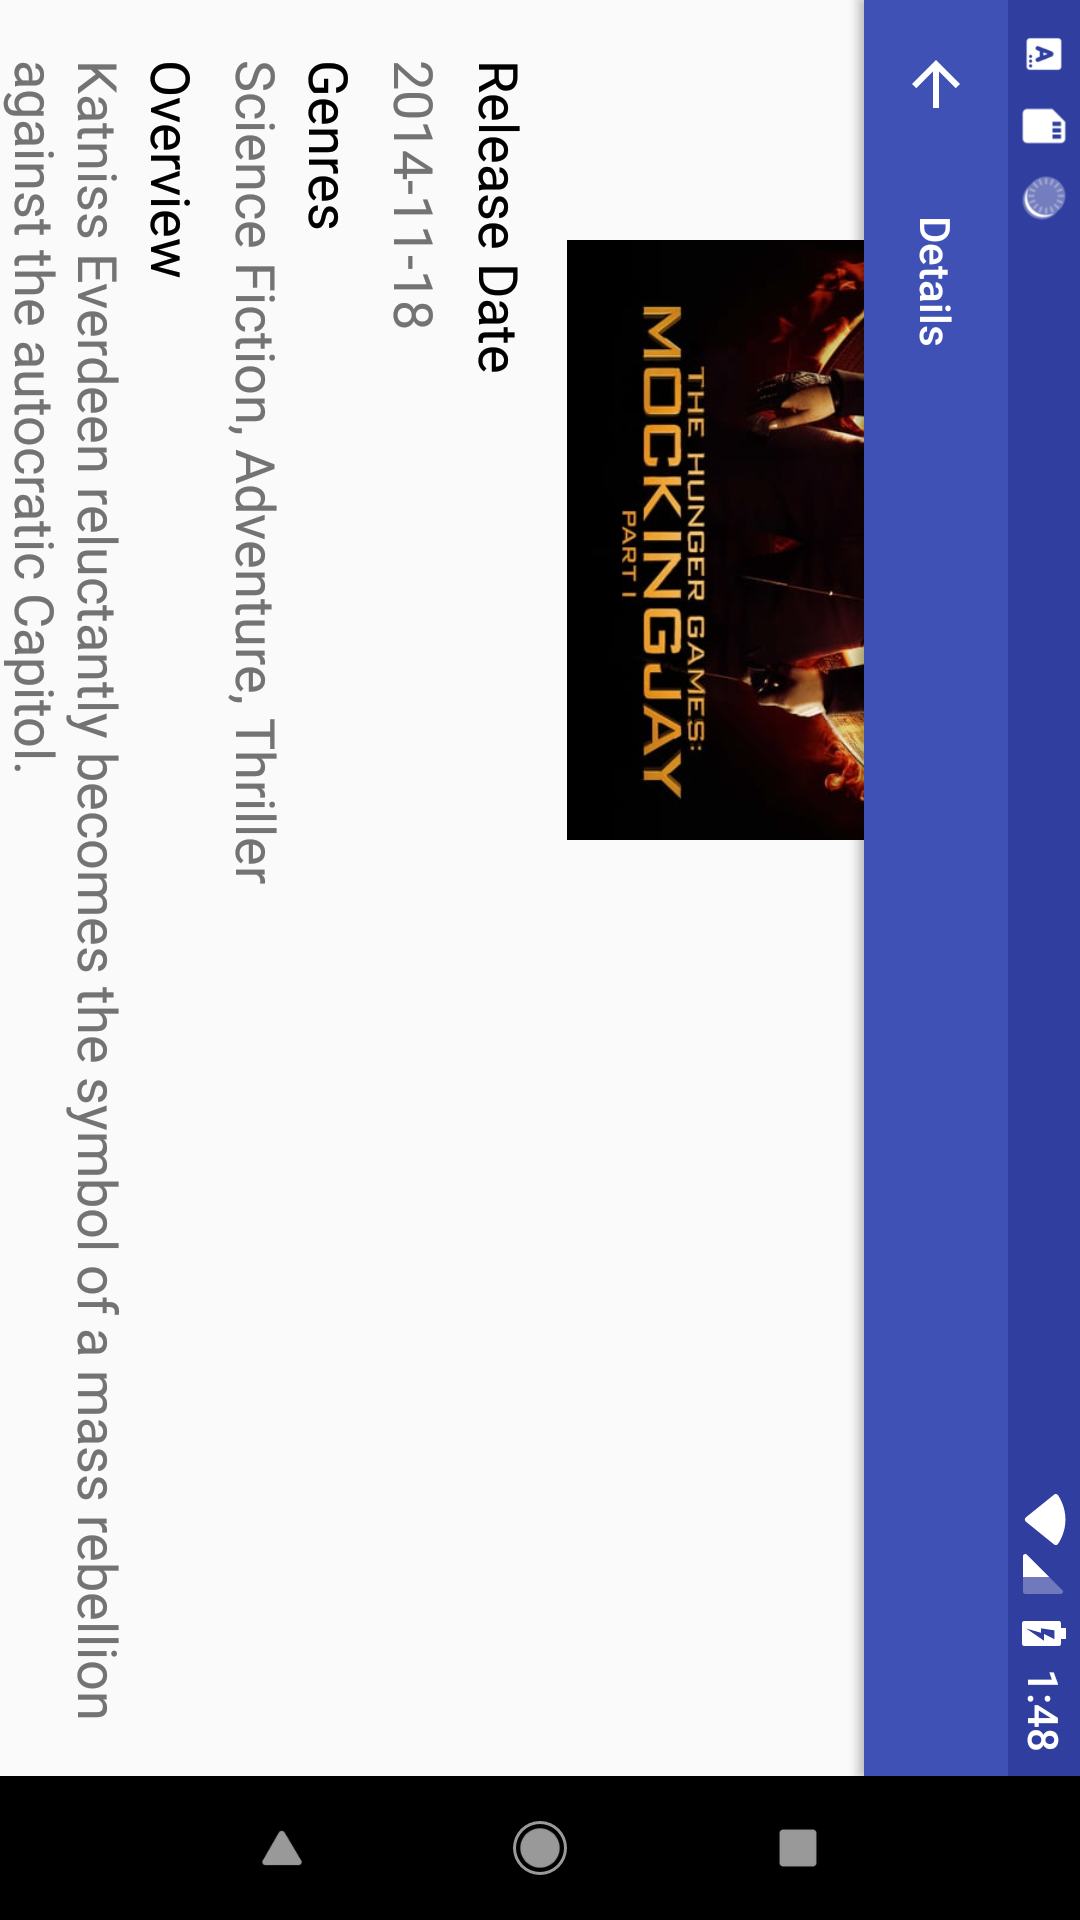 1:48
Details
THE HUNGER GAMES:
MOCKINGJAY
PART I
Release Date
2014-11-18
Genres
Science Fiction, Adventure, Thriller
Overview
Katniss Everdeen reluctantly becomes the symbol of a mass rebellion
against the autocratic Capitol.